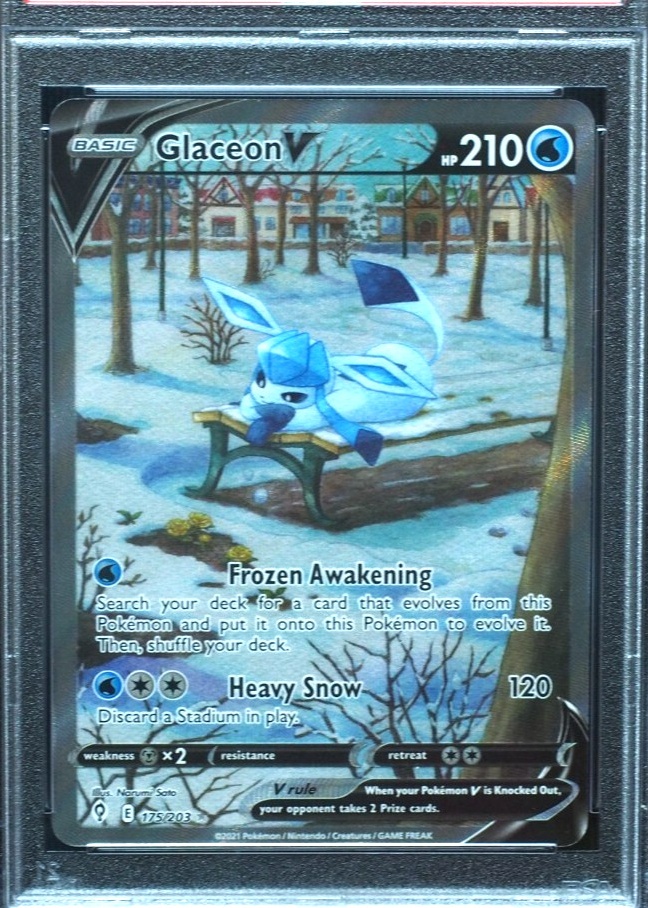 BASIC
Glaceon V
HP 210
Frozen Awakening
Search your deck for a card that evolves from this
Pokémon and put it onto this Pokémon to evolve it.
Then, shuffle your deck.
Heavy Snow 120
Discard a Stadium in play.
weakness ×2 resistance retreat
Illus. Narumi Sato
V rule When your Pokémon V is Knocked Out,
your opponent takes 2 Prize cards.
E 175/203
©2021 Pokémon / Nintendo / Creatures / GAME FREAK